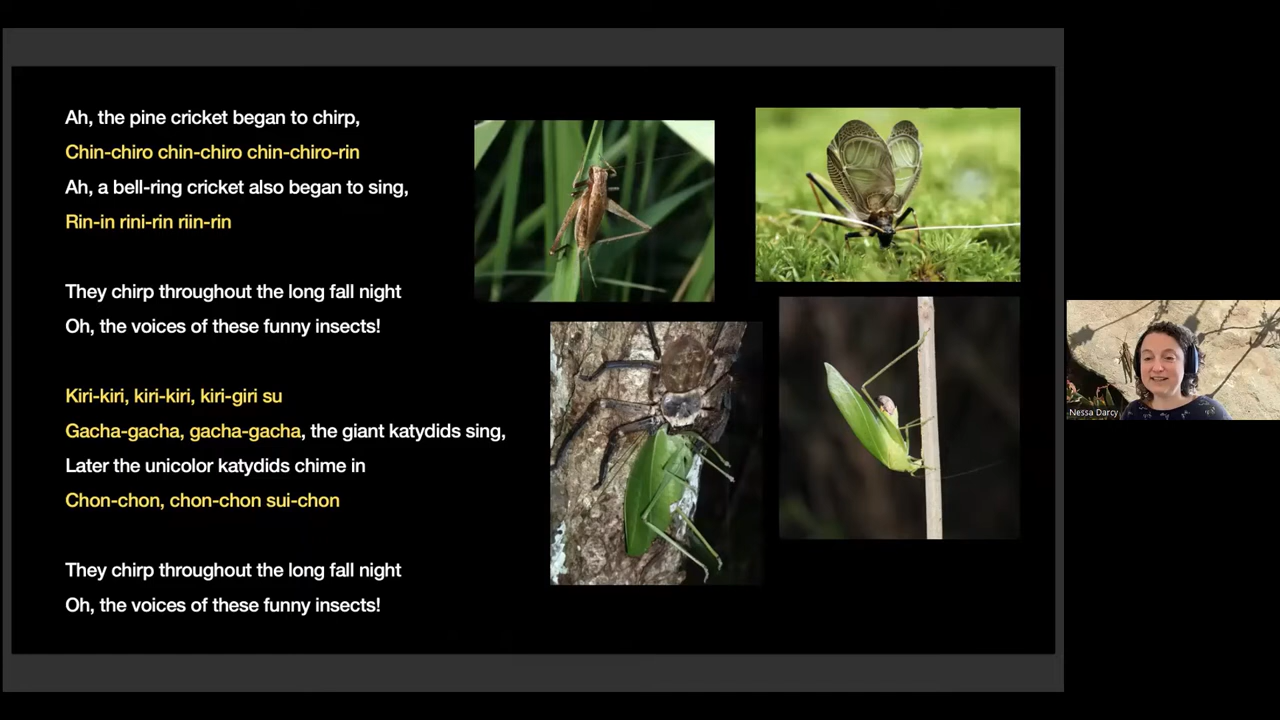 Ah, the pine cricket began to chirp,
Chin-chiro chin-chiro chin-chiro-rin
Ah, a bell-ring cricket also began to sing,
Rin-in rini-rin riin-rin
They chirp throughout the long fall night
Oh, the voices of these funny insects!
Kiri-kiri, kiri-kiri, kiri-giri su
Gacha-gacha, gacha-gacha, the giant katydids sing,
Later the unicolor katydids chime in
Chon-chon, chon-chon sui-chon
They chirp throughout the long fall night
Oh, the voices of these funny insects!
Nessa Darcy